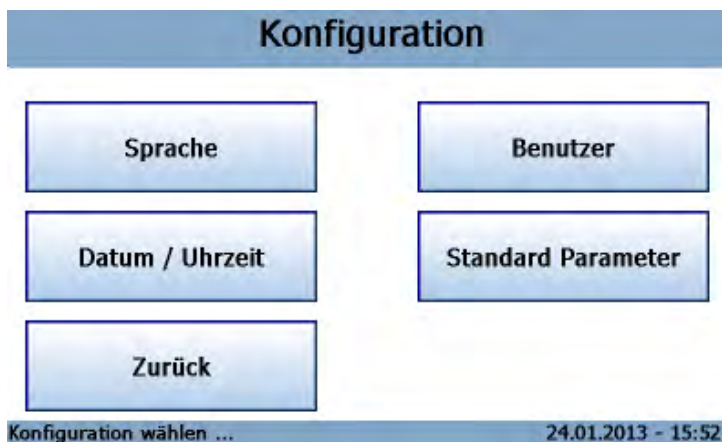 Konfiguration
Sprache
Benutzer
Datum / Uhrzeit
Standard Parameter
Zurück
Konfiguration wählen ...
24.01.2013 - 15:52